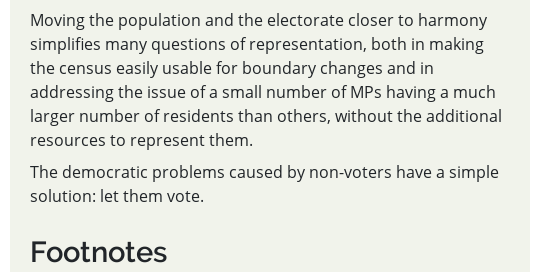 Moving the population and the electorate closer to harmony
simplifies many questions of representation, both in making
the census easily usable for boundary changes and in
addressing the issue of a small number of MPs having a much
larger number of residents than others, without the additional
resources to represent them.
The democratic problems caused by non-voters have a simple
solution: let them vote.
Footnotes